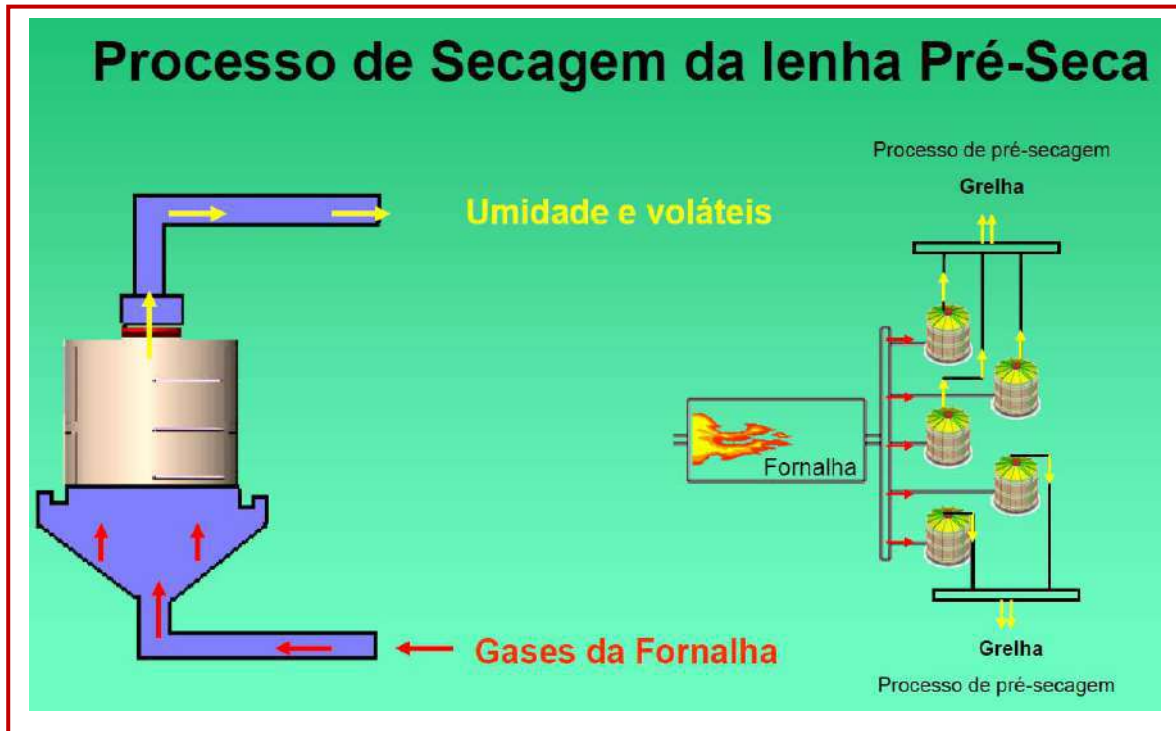 Processo de Secagem da lenha Pré-Seca
Processo de pré-secagem
Grelha
Umidade e voláteis
Fornalha
Gases da Fornalha
Grelha
Processo de pré-secagem